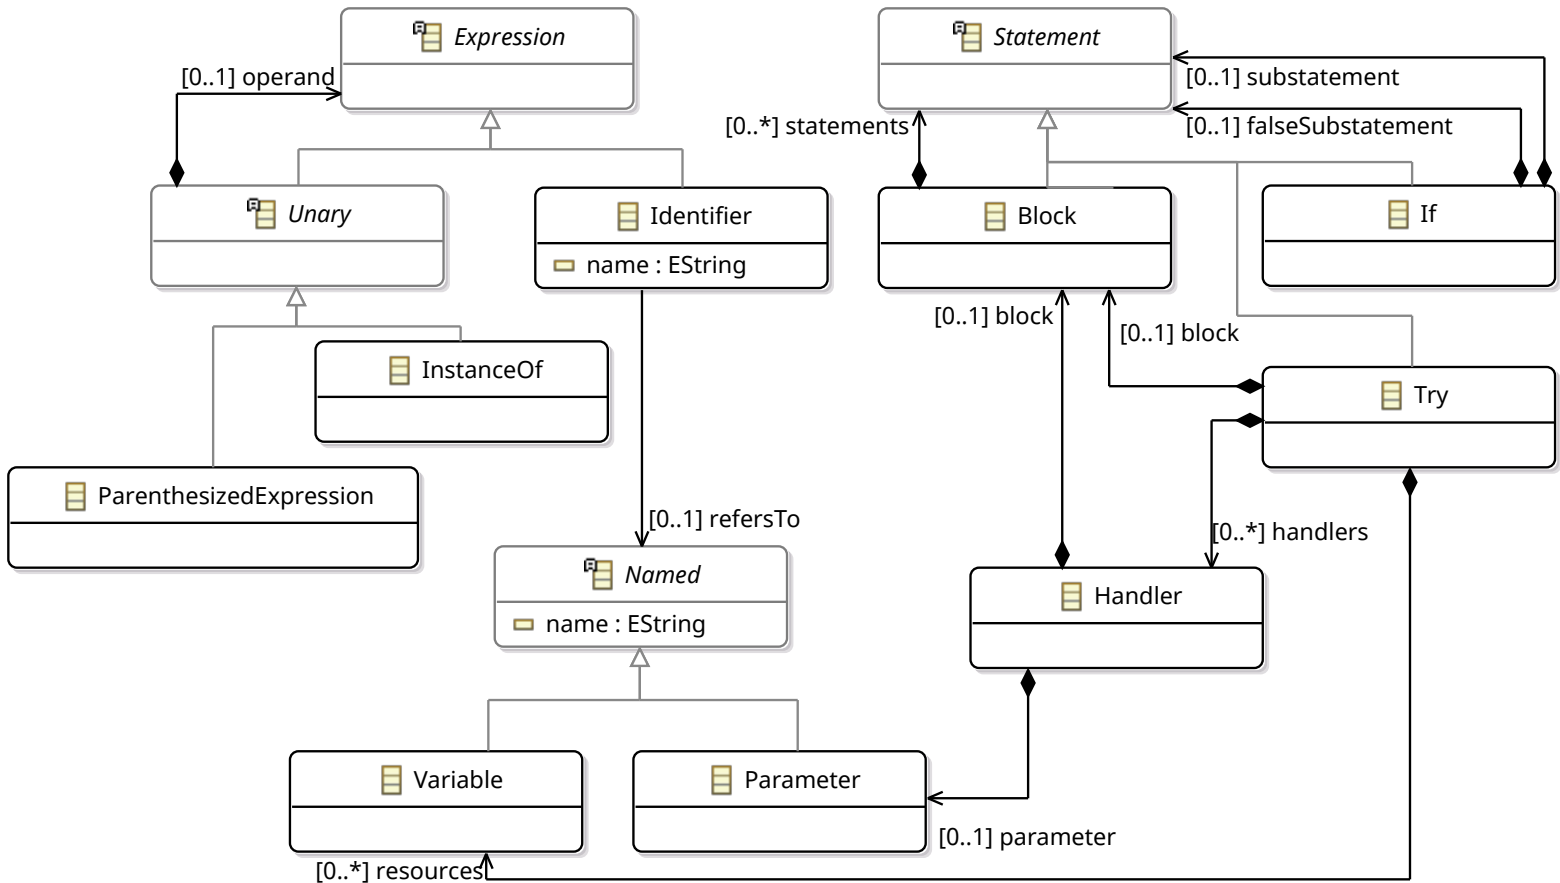 Expression
Statement
[0..1] operand
[0..1] substatement
[0..*] statements
[0..1] falseSubstatement
Unary
Identifier
name : EString
Block
If
[0..1] block
[0..1] block
InstanceOf
Try
ParenthesizedExpression
[0..1] refersTo
[0..*] handlers
Named
name : EString
Handler
Variable
Parameter
[0..1] parameter
[0..*] resources